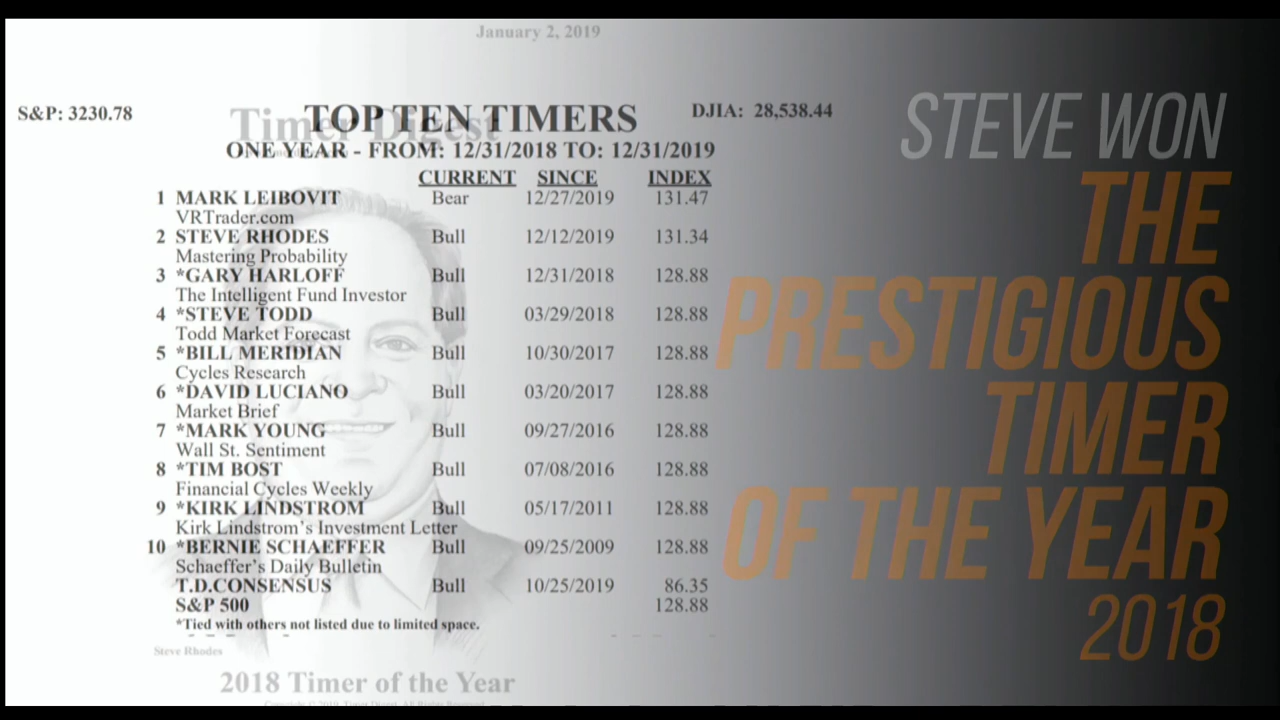 January 2, 2019
Timer Digest
S&P: 3230.78
TOP TEN TIMERS
DJIA: 28,538.44
ONE YEAR - FROM: 12/31/2018 TO: 12/31/2019
CURRENT SINCE INDEX
1 MARK LEIBOVIT Bear 12/27/2019 131.47
VRTrader.com
2 STEVE RHODES Bull 12/12/2019 131.34
Mastering Probability
3 *GARY HARLOFF Bull 12/31/2018 128.88
The Intelligent Fund Investor
4 *STEVE TODD Bull 03/29/2018 128.88
Todd Market Forecast
5 *BILL MERIDIAN Bull 10/30/2017 128.88
Cycles Research
6 *DAVID LUCIANO Bull 03/20/2017 128.88
Market Brief
7 *MARK YOUNG Bull 09/27/2016 128.88
Wall St. Sentiment
8 *TIM BOST Bull 07/08/2016 128.88
Financial Cycles Weekly
9 *KIRK LINDSTROM Bull 05/17/2011 128.88
Kirk Lindstrom's Investment Letter
10 *BERNIE SCHAEFFER Bull 09/25/2009 128.88
Schaeffer's Daily Bulletin
T.D.CONSENSUS Bull 10/25/2019 86.35
S&P 500 128.88
*Tied with others not listed due to limited space.
Steve Rhodes
2018 Timer of the Year
STEVE WON
THE
PRESTIGIOUS
TIMER
OF THE YEAR
2018